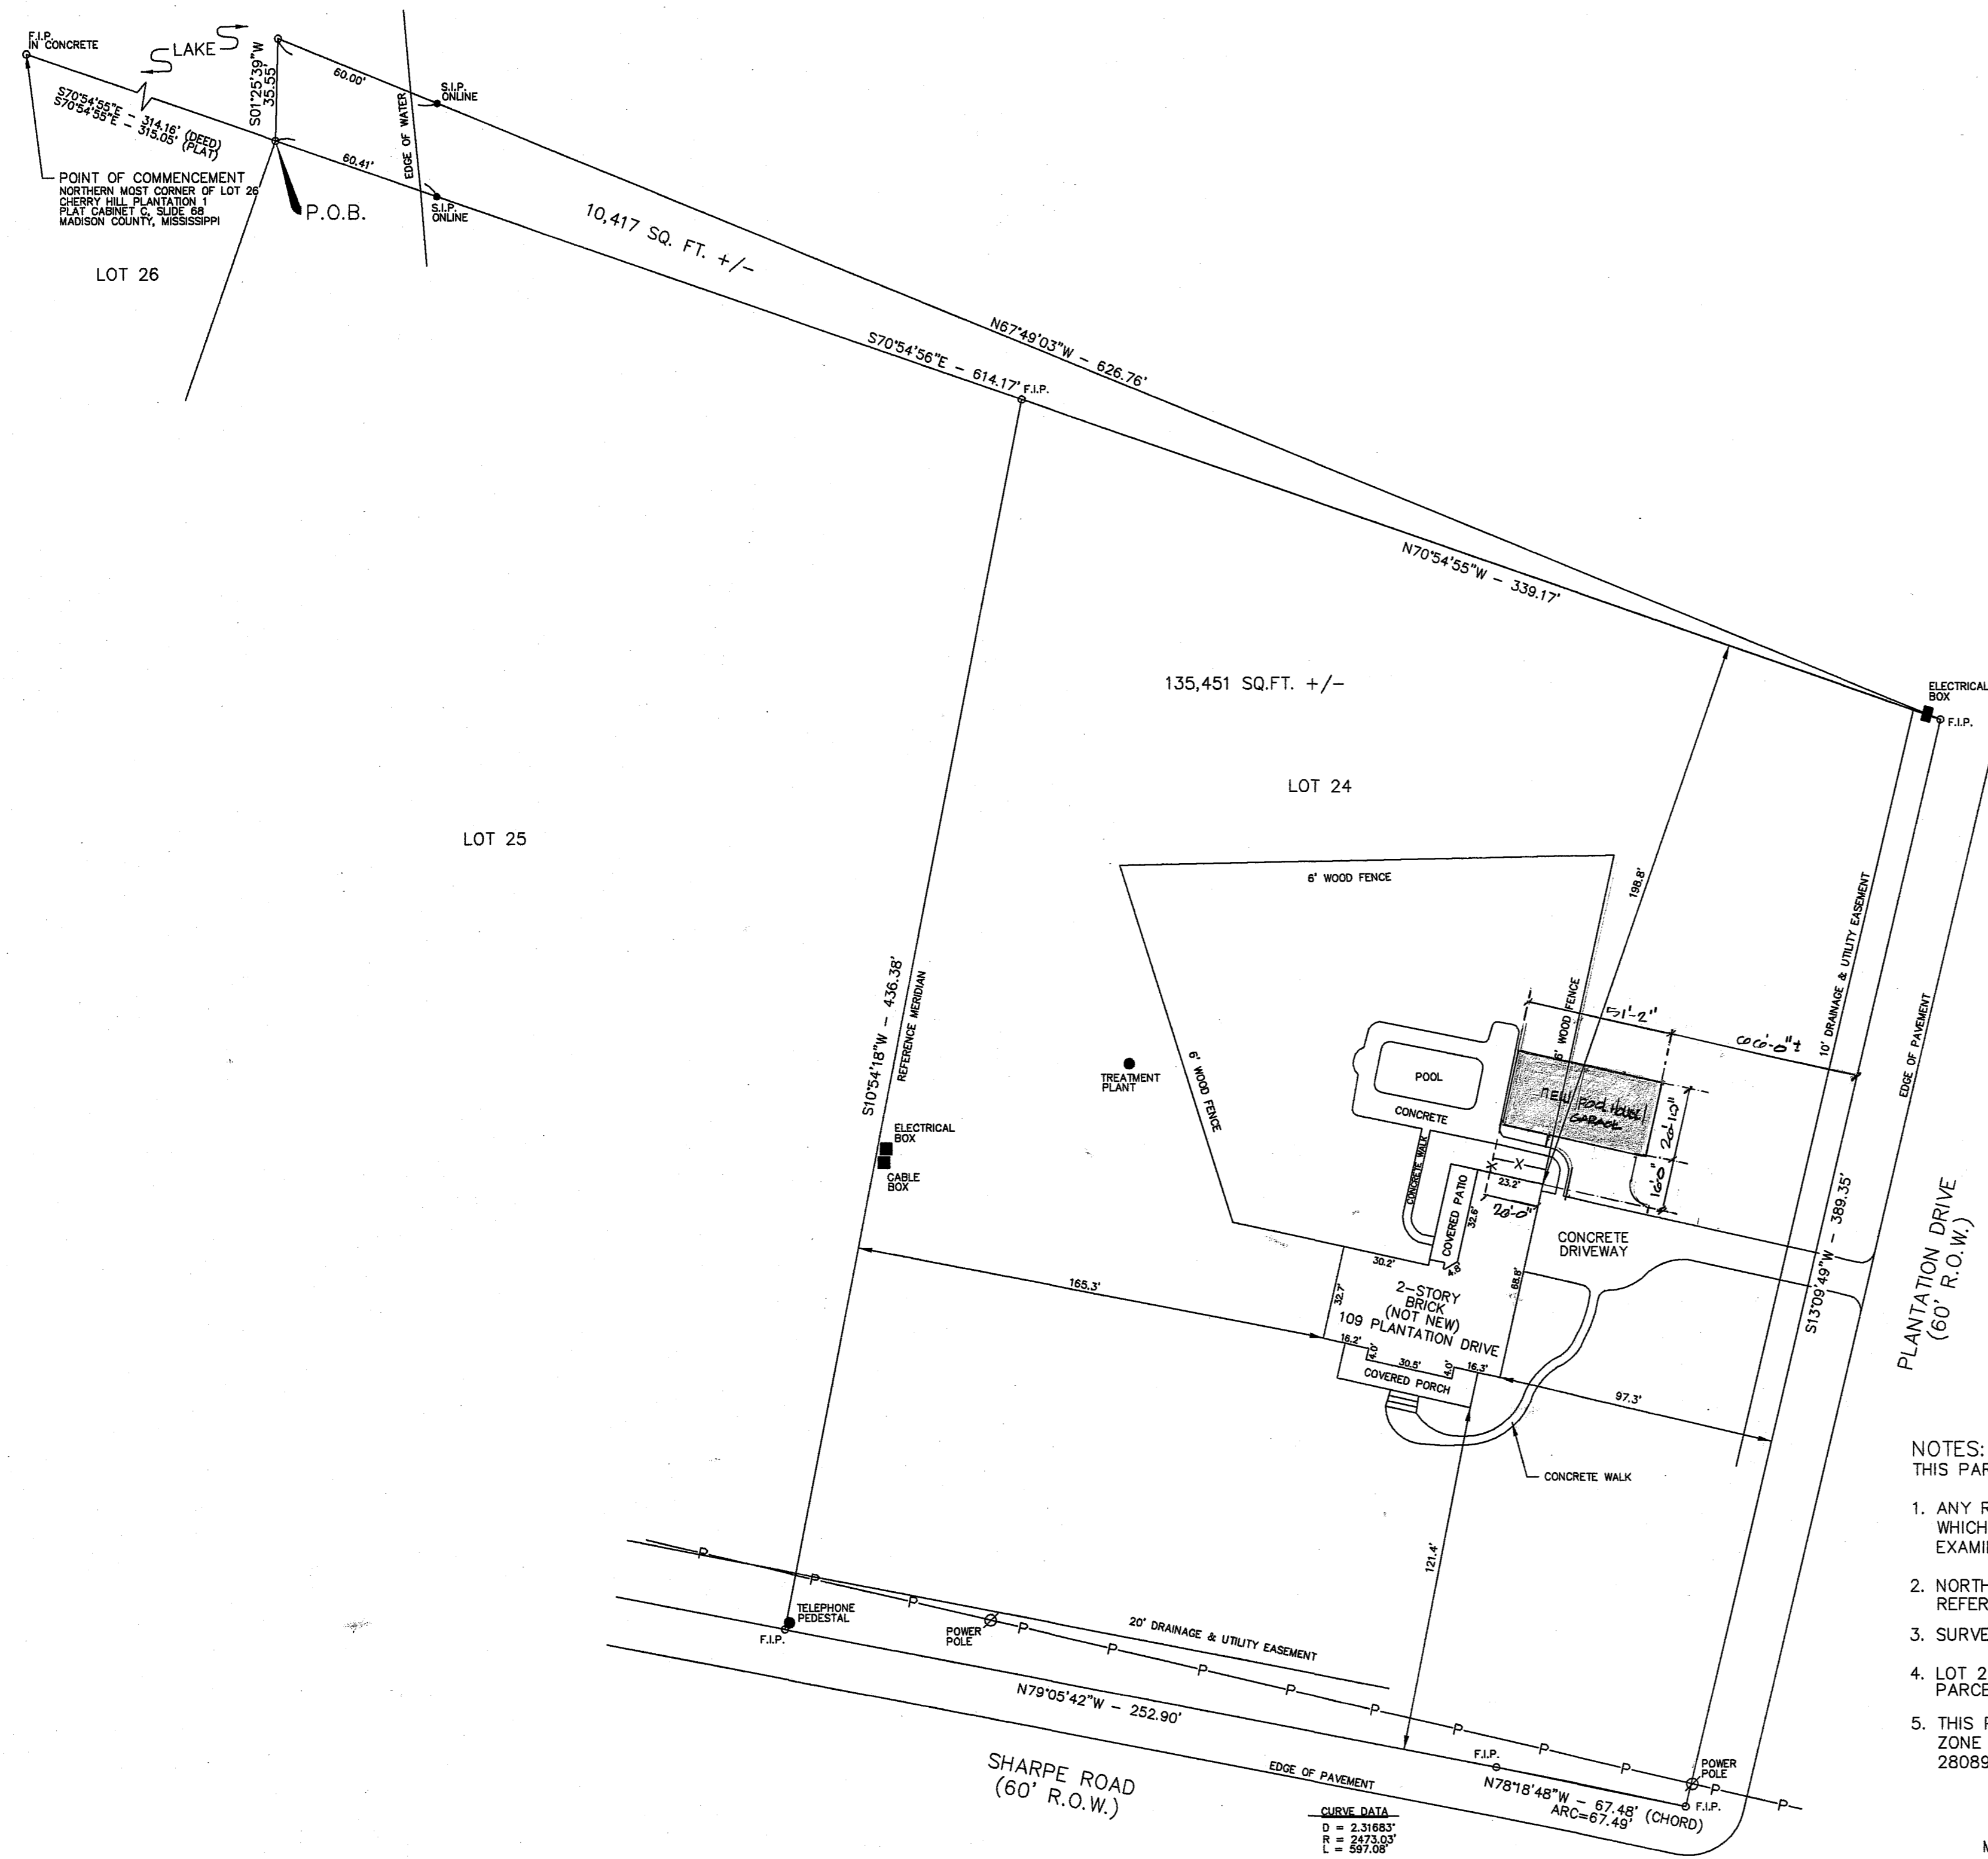 F.I.P.
IN CONCRETE
LAKE
S01°25'39"W
35.55'
60.00'
S.I.P.
ONLINE
EDGE OF WATER
S70°54'55"E - 314.16' (DEED)
S70°54'55"E - 315.05' (PLAT)
60.41'
S.I.P.
ONLINE
POINT OF COMMENCEMENT
NORTHERN MOST CORNER OF LOT 26
CHERRY HILL PLANTATION 1
PLAT CABINET C, SLIDE 68
MADISON COUNTY, MISSISSIPPI
P.O.B.
LOT 26
10,417 SQ. FT. +/-
N67°49'03"W - 626.76'
S70°54'56"E - 614.17'
F.I.P.
N70°54'55"W - 339.17'
135,451 SQ.FT. +/-
ELECTRICAL
BOX
F.I.P.
LOT 24
LOT 25
6' WOOD FENCE
198.8'
10' DRAINAGE & UTILITY EASEMENT
EDGE OF PAVEMENT
S10°54'18"W - 436.38'
REFERENCE MERIDIAN
6' WOOD FENCE
51'-2"
6' WOOD FENCE
TREATMENT
PLANT
POOL
CONCRETE
NEW POOL HOUSE/
GARAGE
26'-10"
16'0"
ELECTRICAL
BOX
CABLE
BOX
CONCRETE WALK
COVERED PATIO
X
X
23.2'
32.6'
20'-0"
CONCRETE
DRIVEWAY
S13°09'49"W - 389.35'
PLANTATION DRIVE
(60' R.O.W.)
165.3'
30.2'
4.8'
32.7'
68.8'
2-STORY
BRICK
(NOT NEW)
109 PLANTATION DRIVE
16.2'
4.0'
30.5'
4.0'
16.3'
COVERED PORCH
97.3'
CONCRETE WALK
121.4'
NOTES:
THIS PAR
1. ANY R
WHICH
EXAMI
2. NORTH
REFER
3. SURVE
4. LOT 2
PARCE
5. THIS P
ZONE
28089
P
P
P
P
P
P
P
P
P
P
P
P
P
TELEPHONE
PEDESTAL
F.I.P.
POWER
POLE
20' DRAINAGE & UTILITY EASEMENT
N79°05'42"W - 252.90'
F.I.P.
POWER
POLE
F.I.P.
N78°18'48"W - 67.48' (CHORD)
ARC=67.49'
SHARPE ROAD
(60' R.O.W.)
EDGE OF PAVEMENT
CURVE DATA
D = 2.31683'
R = 2473.03'
L = 597.08'